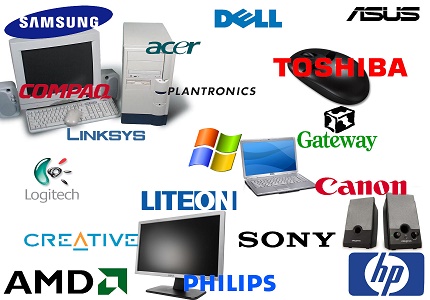 SAMSUNG
DELL
ASUS
acer
TOSHIBA
COMPAQ
PLANTRONICS
LINKSYS
Gateway
Logitech
LITEON
Canon
CREATIVE
SONY
AMD
PHILIPS
hp